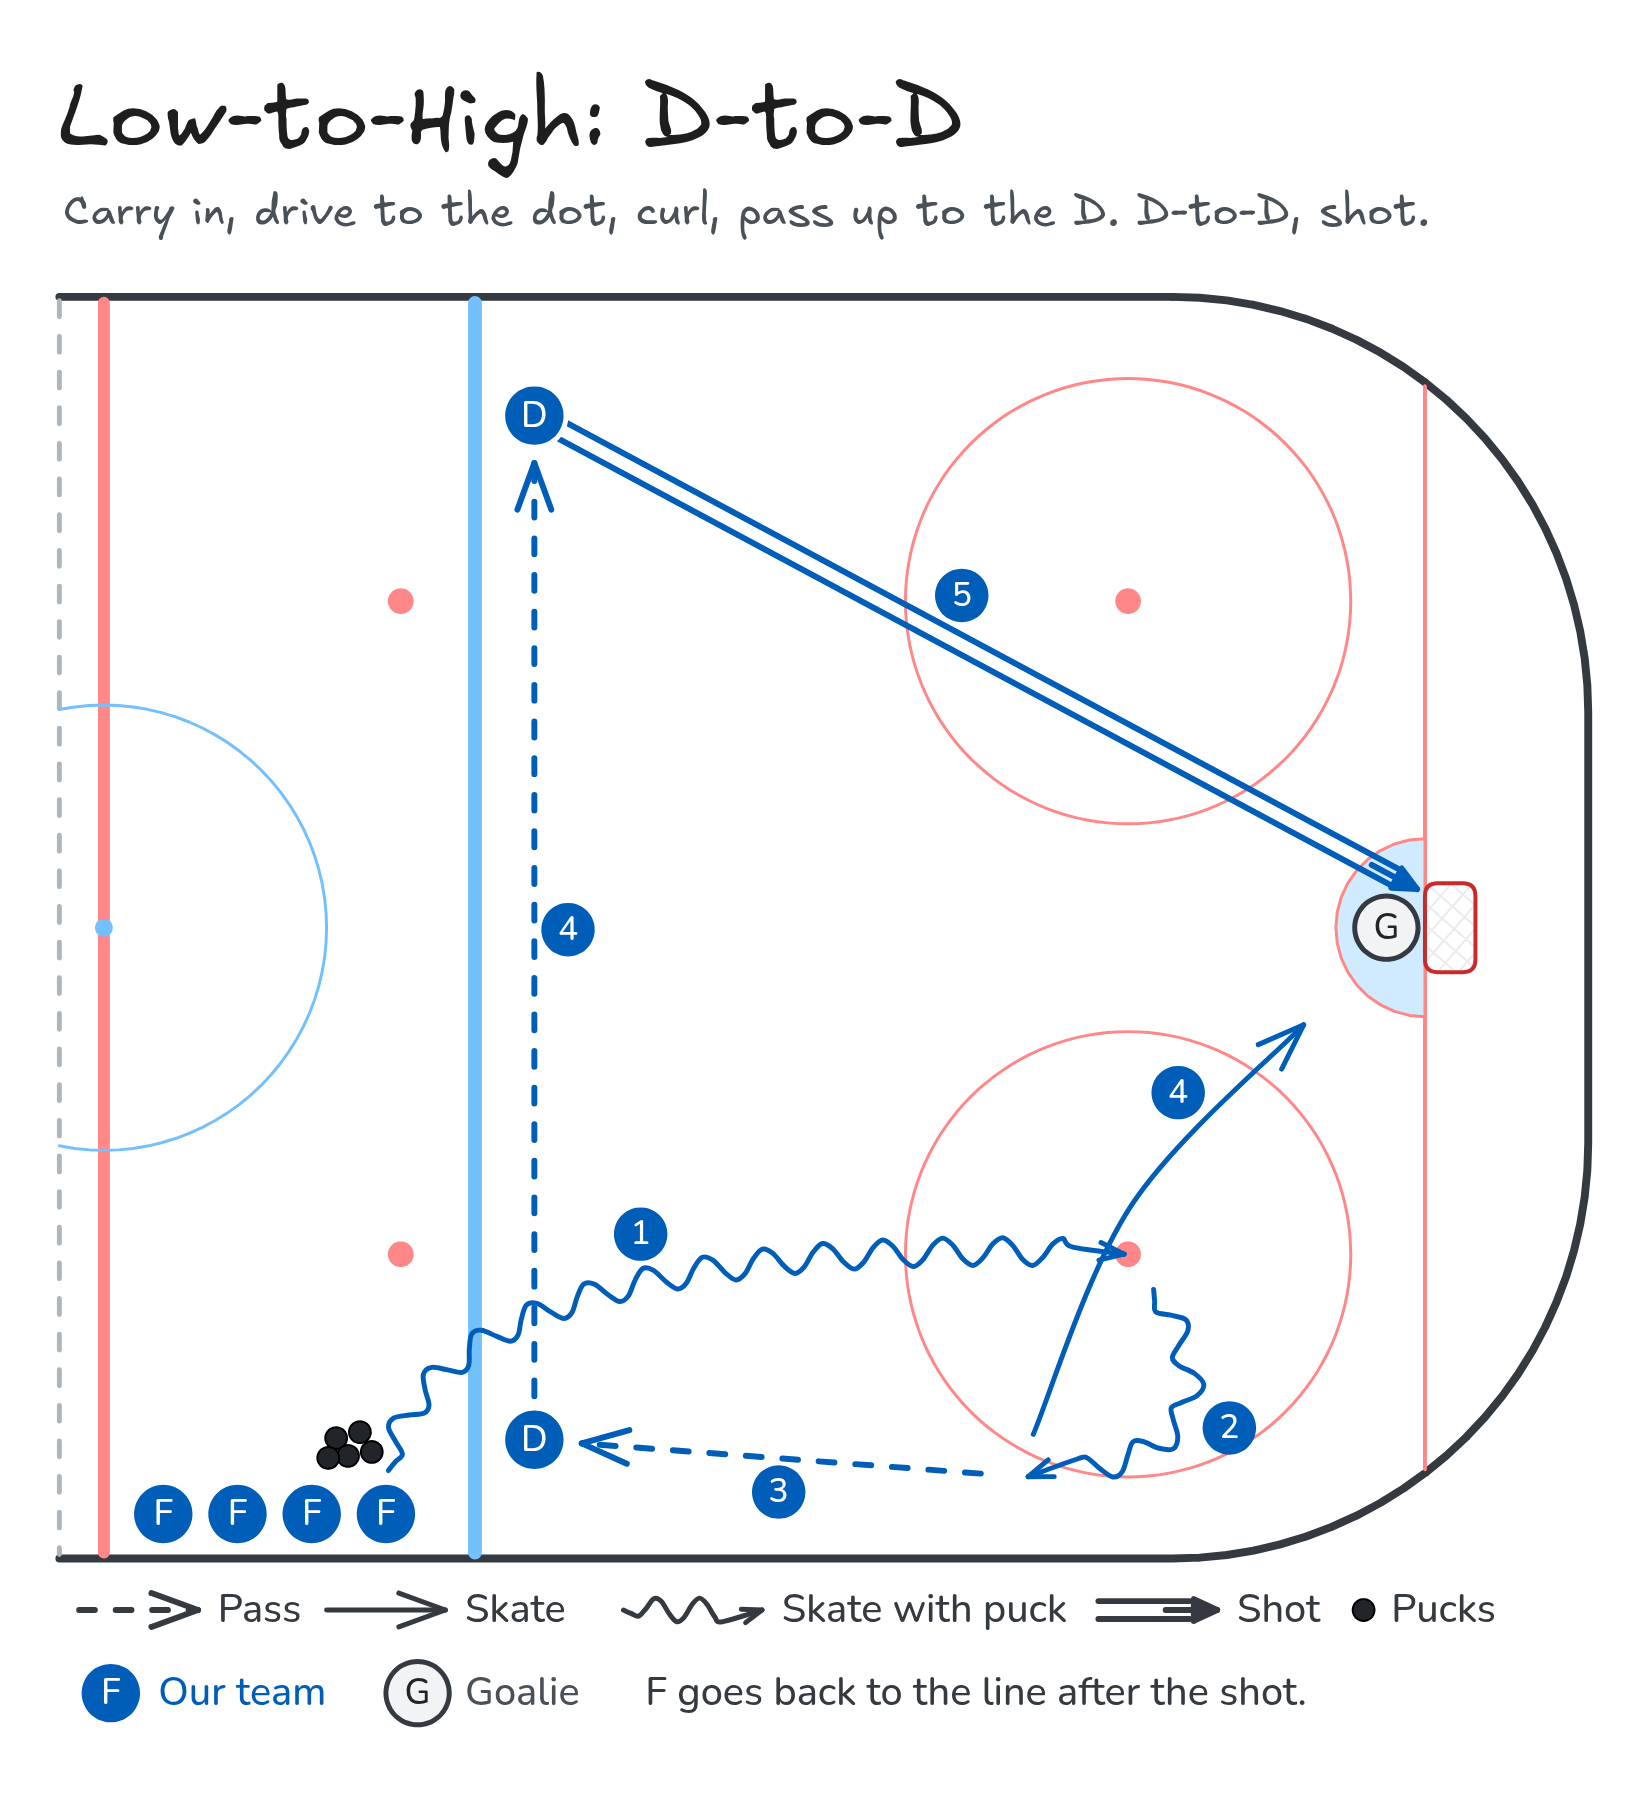 Low-to-High: D-to-D
Carry in, drive to the dot, curl, pass up to the D. D-to-D, shot.
D
5
G
4
4
1
2
D
3
F F F F
Pass Skate Skate with puck Shot Pucks
F Our team G Goalie F goes back to the line after the shot.